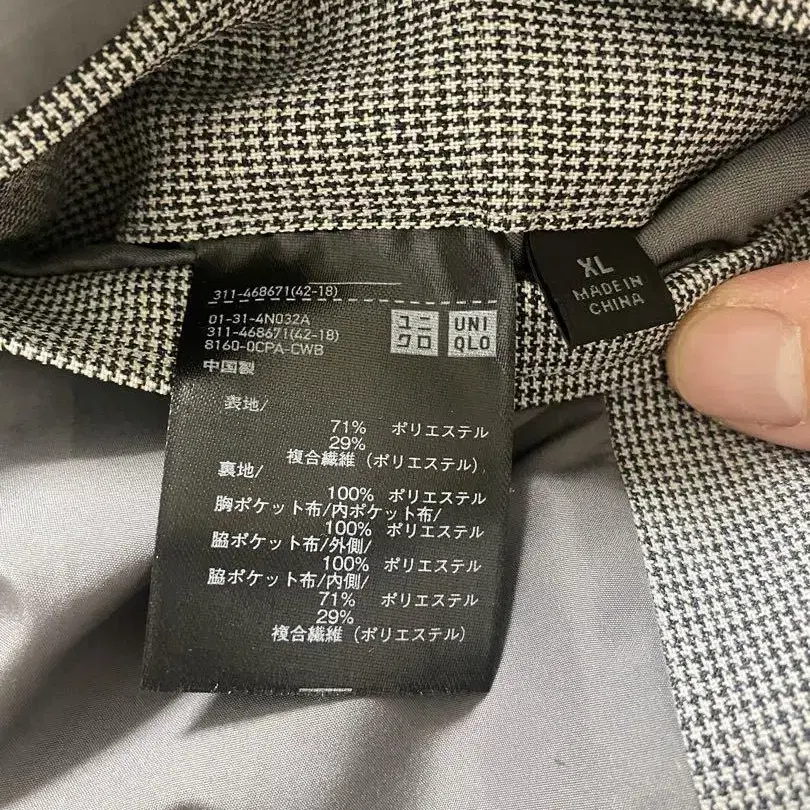 311-468671(42-18)
01-31-4N032A
311-468671(42-18)
8160-0CPA-CWB
中国製
ユニ
クロ
UNI
QLO
表地/
71% ポリエステル
29%
複合繊維（ポリエステル）
裏地/
100% ポリエステル
胸ポケット布/内ポケット布/
100% ポリエステル
脇ポケット布/外側/
100% ポリエステル
脇ポケット布/内側/
71% ポリエステル
29%
複合繊維（ポリエステル）
XL
MADE IN
CHINA